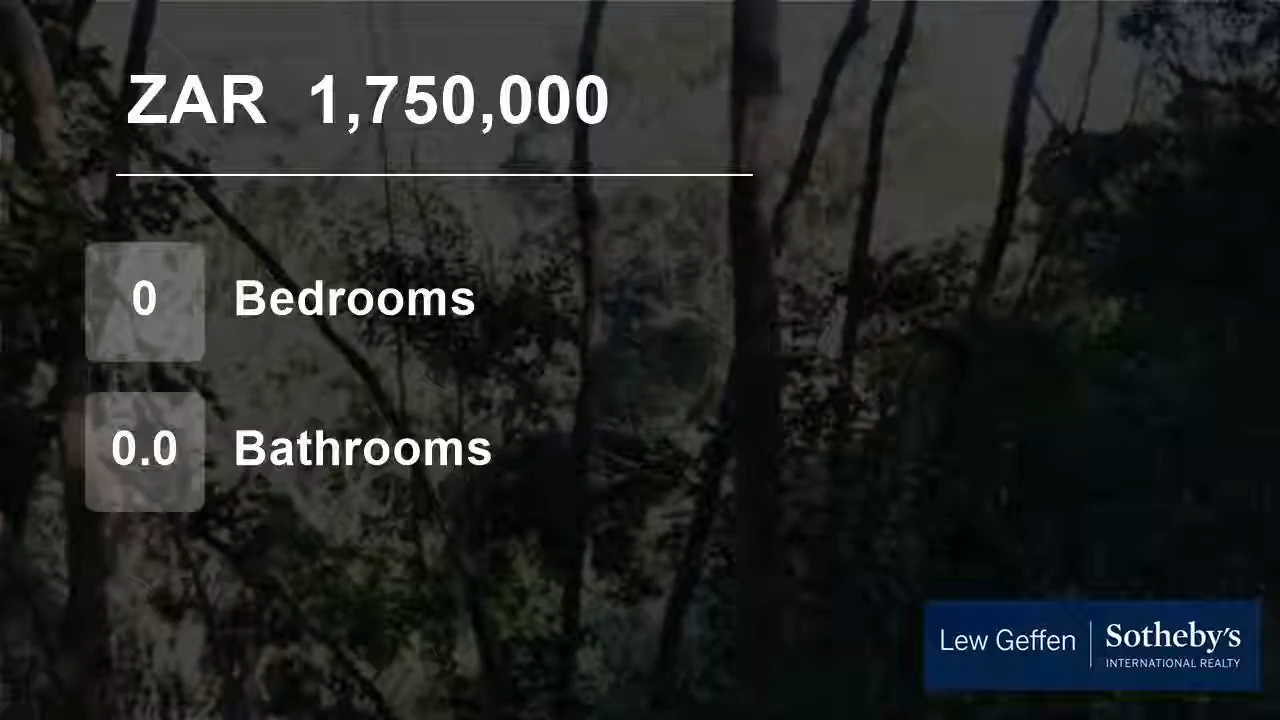 ZAR 1,750,000
0 Bedrooms
0.0 Bathrooms
Lew Geffen
Sotheby's
INTERNATIONAL REALTY